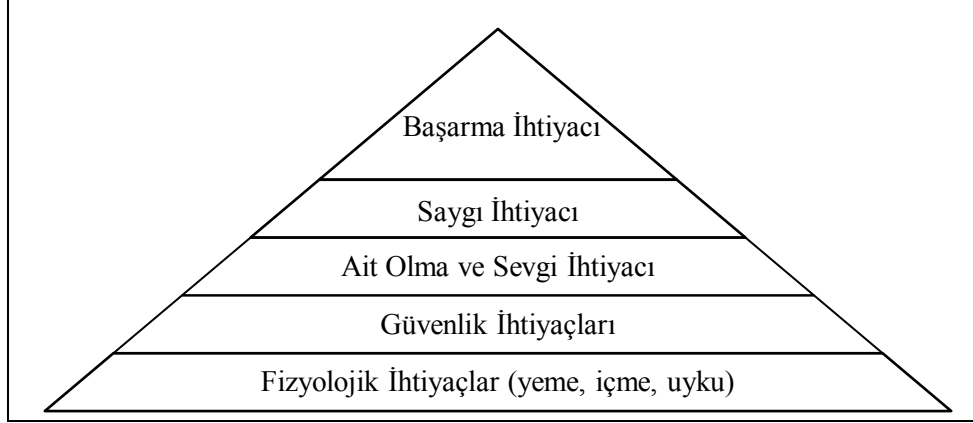 Başarma İhtiyacı
Saygı İhtiyacı
Ait Olma ve Sevgi İhtiyacı
Güvenlik İhtiyaçları
Fizyolojik İhtiyaçlar (yeme, içme, uyku)